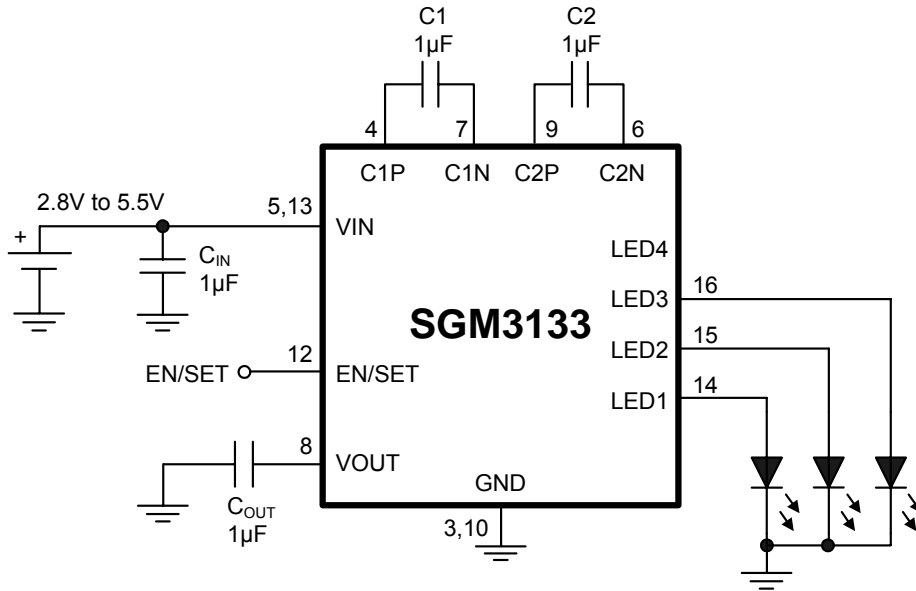 C1
1µF
C2
1µF
4
7
9
6
C1P
C1N
C2P
C2N
2.8V to 5.5V
5,13
VIN
+
CIN
1µF
LED4
LED3
16
SGM3133
LED2
15
12
EN/SET
EN/SET
LED1
14
8
VOUT
COUT
1µF
GND
3,10